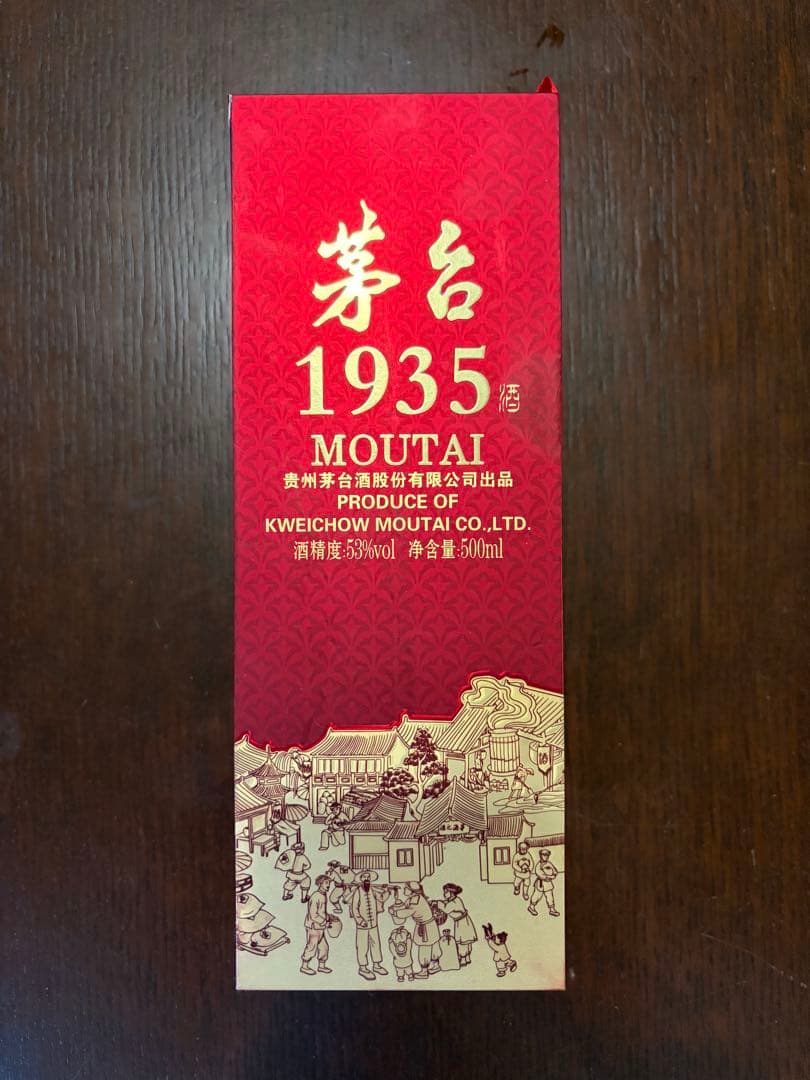 茅台
1935酒
MOUTAI
贵州茅台酒股份有限公司出品
PRODUCE OF
KWEICHOW MOUTAI CO.,LTD.
酒精度:53%vol 净含量:500ml